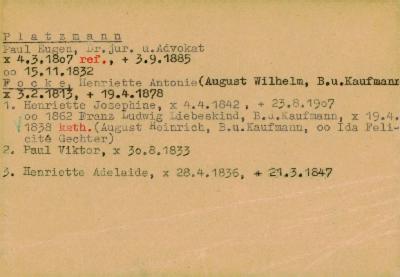 P l a t z m a n n
Paul Eugen, Dr.jur. u.Advokat
x 4.3.1807 ref., + 3.9.1885
oo 15.11.1832
F o c k e, Henriette Antonie(August Wilhelm, B.u.Kaufmann
x 3.2.1813, + 19.4.1878
1. Henriette Josephine, x 4.4.1842 , + 23.8.1907
oo 1862 Franz Ludwig Liebeskind, B.u.Kaufmann, x 19.4.
1838 kath.(August Heinrich, B.u.Kaufmann, oo Ida Feli-
cité Gechter)
2. Paul Viktor, x 30.8.1833
3. Henriette Adelaide, x 28.4.1836, + 21.3.1847